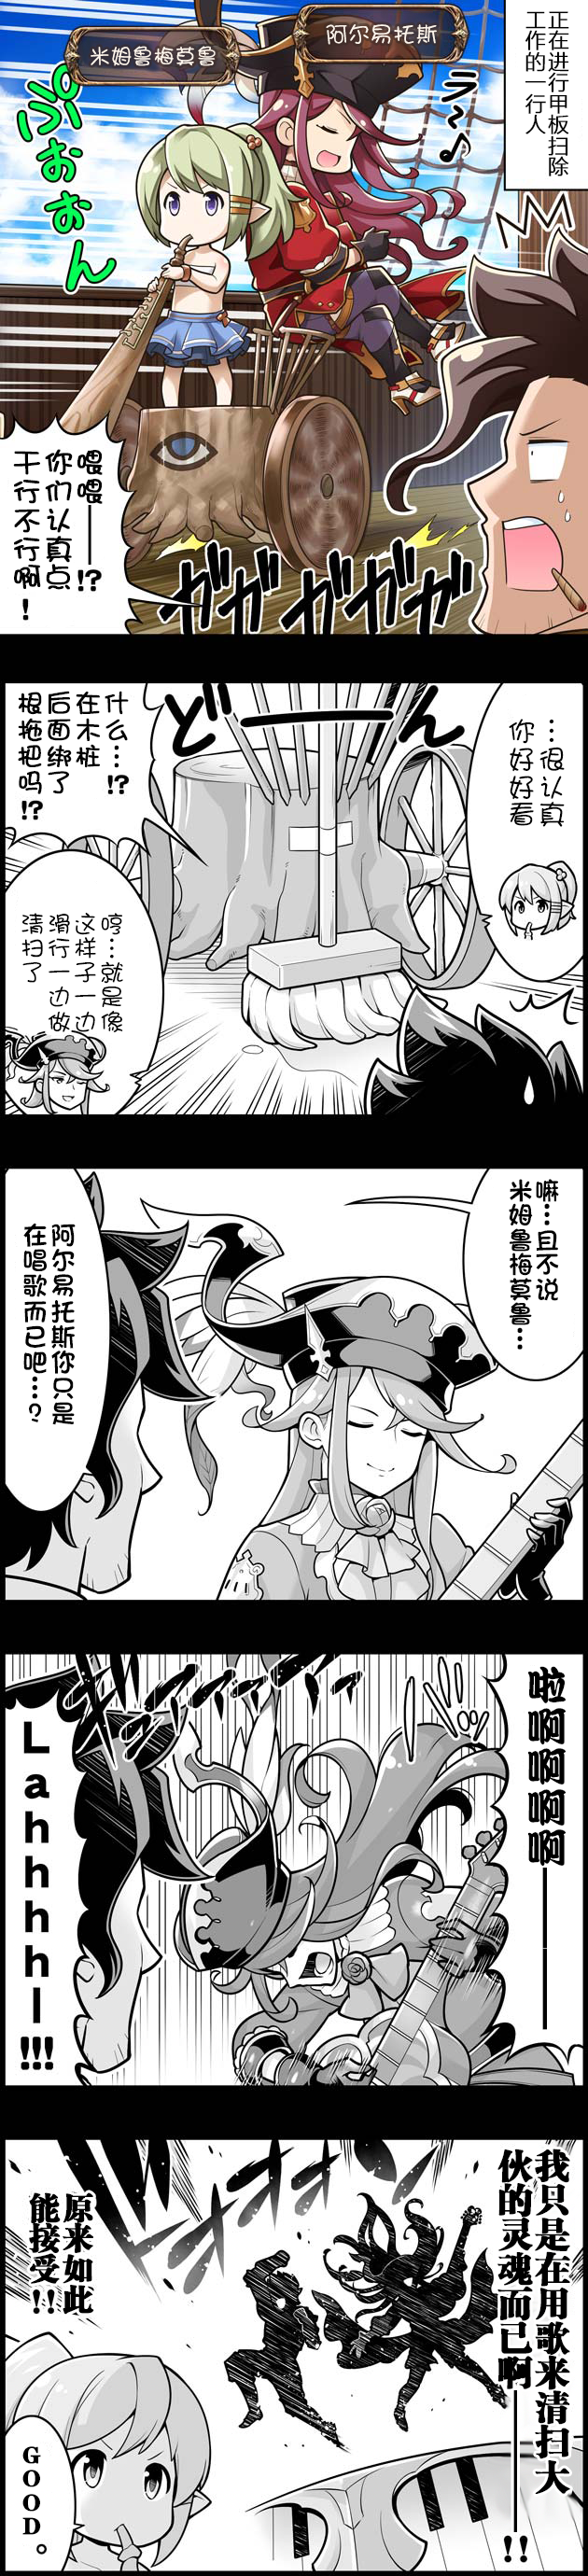 正在进行甲板扫除
工作的一行人
阿尔易托斯
米姆鲁梅莫鲁
ラ〜♪
ぷおぉん
喂喂——!?
你们认真点
干行不行啊！
ガガガガガ
…很认真
你好好看
どーーん
什么…!?
在木桩
后面绑了
根拖把吗!?
哼…就是像
这样子一边
滑行一边做
清扫了
嘛…且不说
米姆鲁梅莫鲁…
阿尔易托斯你只是
在唱歌而已吧…?
啦啊啊啊啊——
Lahhhh—!!!
我只是在用歌来清扫大
伙的灵魂而已啊——!!
原来如此
能接受!!
GOOD。